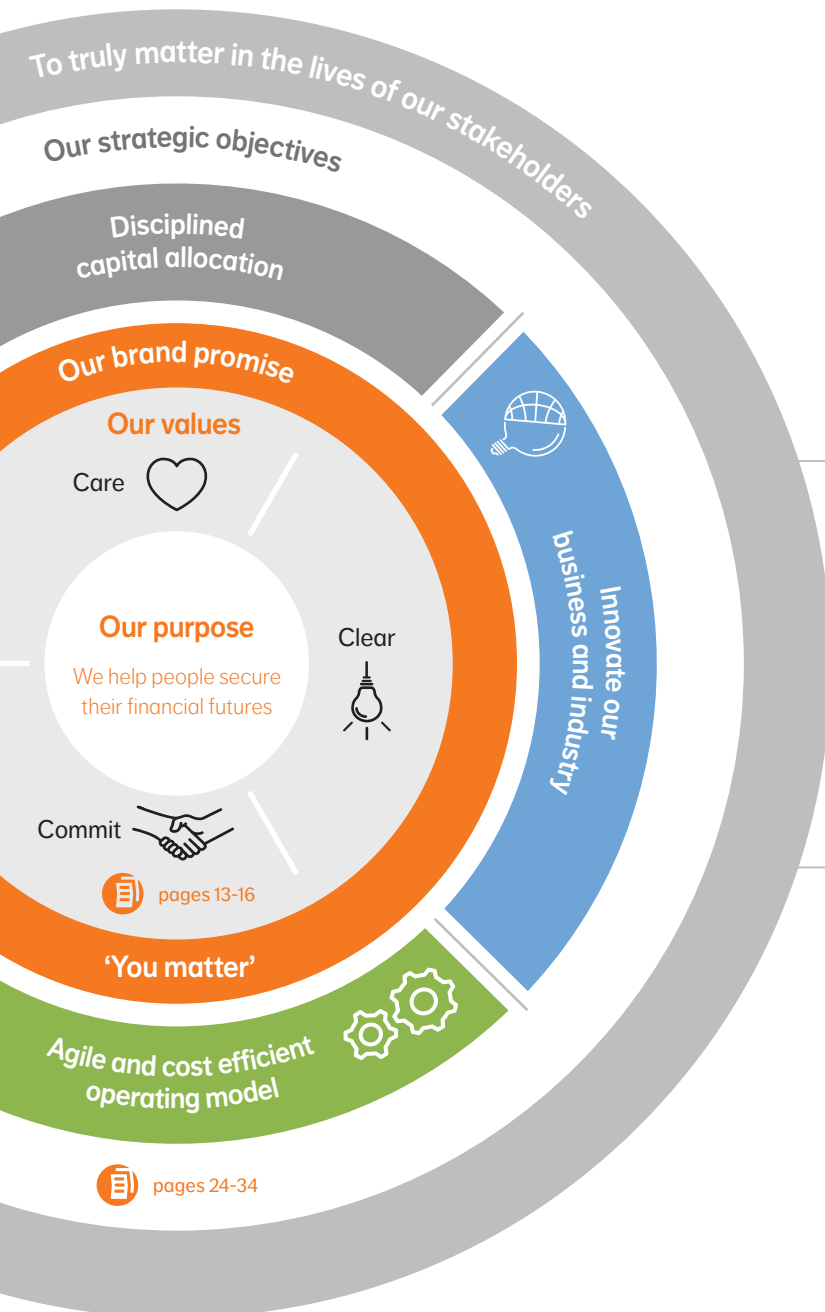 To truly matter in the lives of our stakeholders
Our strategic objectives
Disciplined
capital allocation
Our brand promise
Our values
Care
Our purpose
We help people secure
their financial futures
Clear
Innovate our
business and industry
Commit
pages 13-16
‘You matter’
Agile and cost efficient
operating model
pages 24-34